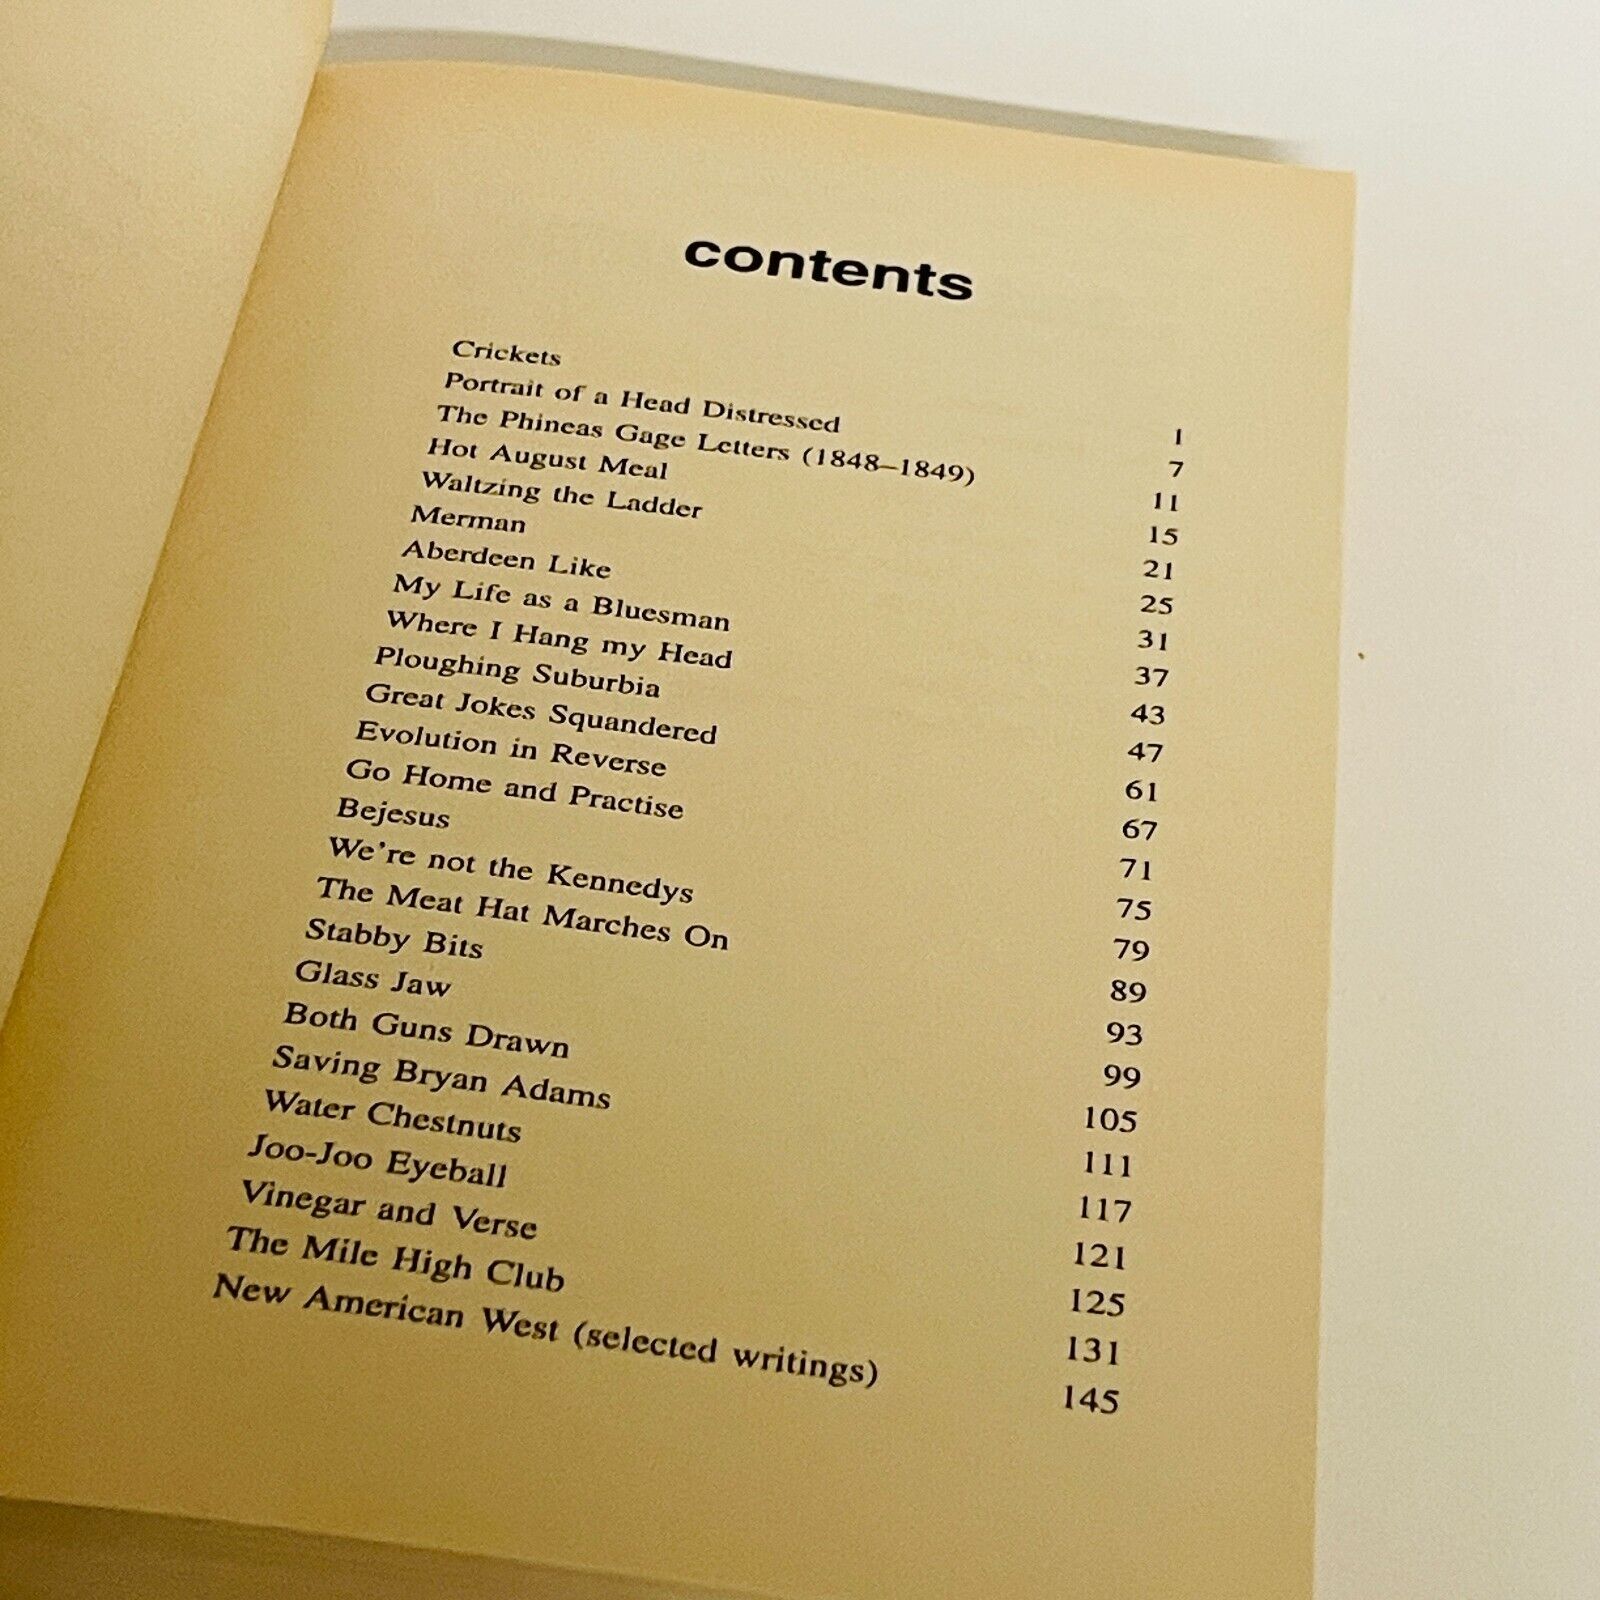 contents
Crickets 1
Portrait of a Head Distressed 7
The Phineas Gage Letters (1848–1849) 11
Hot August Meal 15
Waltzing the Ladder 21
Merman 25
Aberdeen Like 31
My Life as a Bluesman 37
Where I Hang my Head 43
Ploughing Suburbia 47
Great Jokes Squandered 61
Evolution in Reverse 67
Go Home and Practise 71
Bejesus 75
We're not the Kennedys 79
The Meat Hat Marches On 89
Stabby Bits 93
Glass Jaw 99
Both Guns Drawn 105
Saving Bryan Adams 111
Water Chestnuts 117
Joo-Joo Eyeball 121
Vinegar and Verse 125
The Mile High Club 131
New American West (selected writings) 145